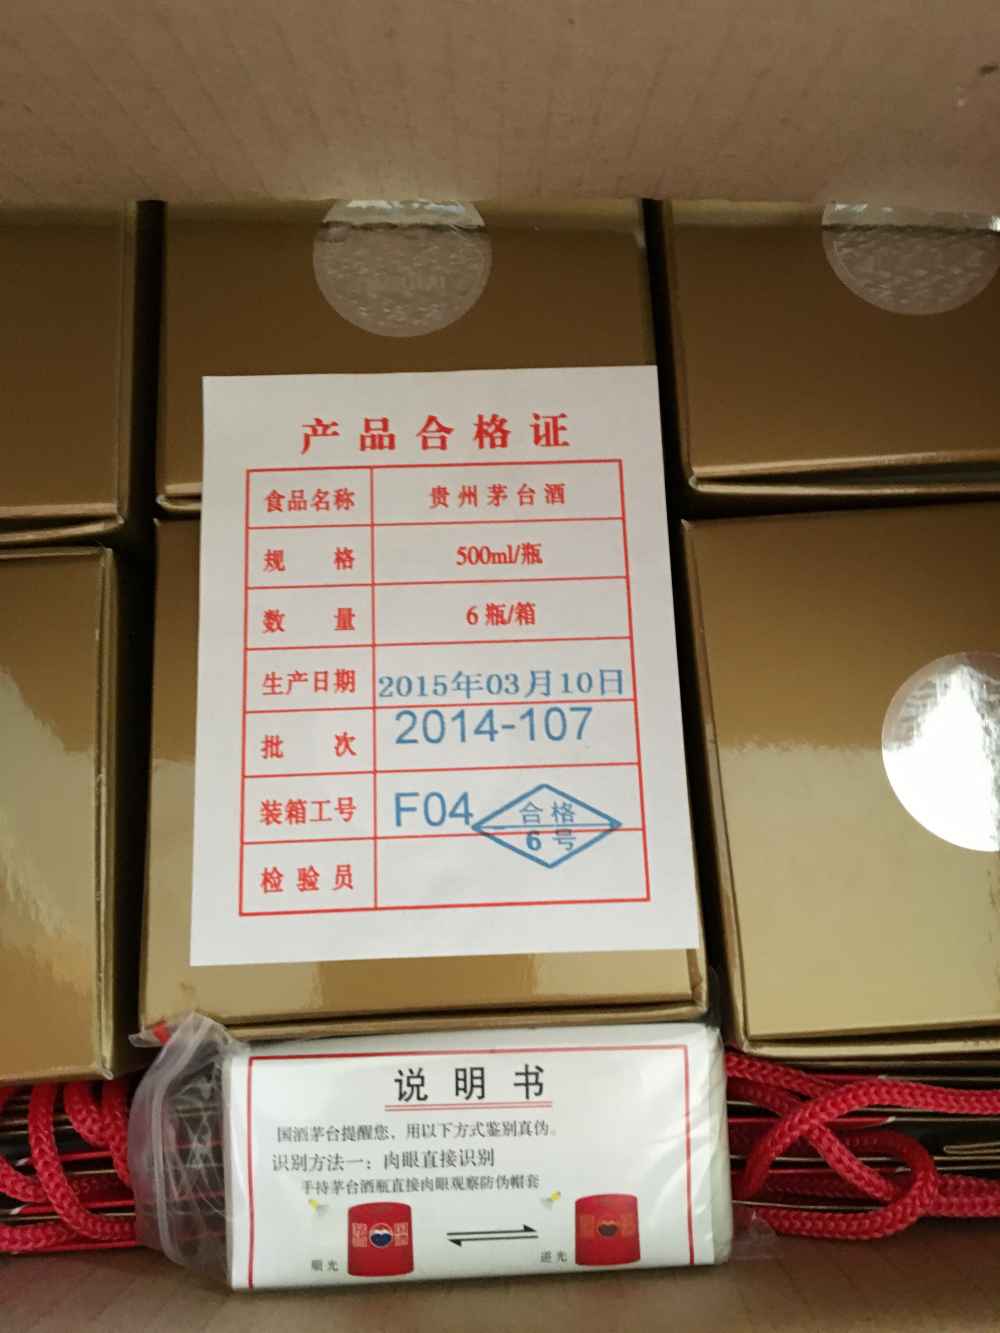 产品合格证
食品名称 贵州茅台酒
规 格 500ml/瓶
数 量 6瓶/箱
生产日期 2015年03月10日
批 次 2014-107
装箱工号 F04
合格
6号
检验员
说明书
国酒茅台提醒您，用以下方式鉴别真伪。
识别方法一：肉眼直接识别
手持茅台酒瓶直接肉眼观察防伪帽套
顺光 逆光